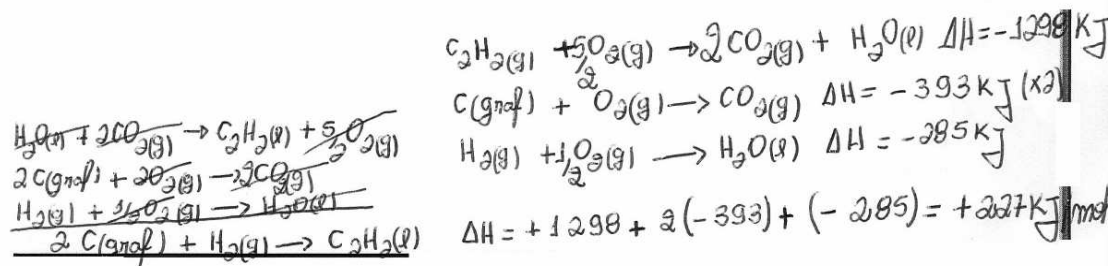 C₂H₂(g) + 5/2 O₂(g) → 2CO₂(g) + H₂O(l) ΔH = -1298 KJ
C(graf) + O₂(g) → CO₂(g) ΔH = -393 KJ (x2)
H₂(g) + 1/2 O₂(g) → H₂O(l) ΔH = -285 KJ
H₂O(l) + 2CO₂(g) → C₂H₂(l) + 5/2 O₂(g)
2C(graf) + 2O₂(g) → 2CO₂(g)
H₂(g) + 1/2 O₂(g) → H₂O(l)
2 C(graf) + H₂(g) → C₂H₂(l)
ΔH = +1298 + 2(-393) + (-285) = +227 KJ/mol